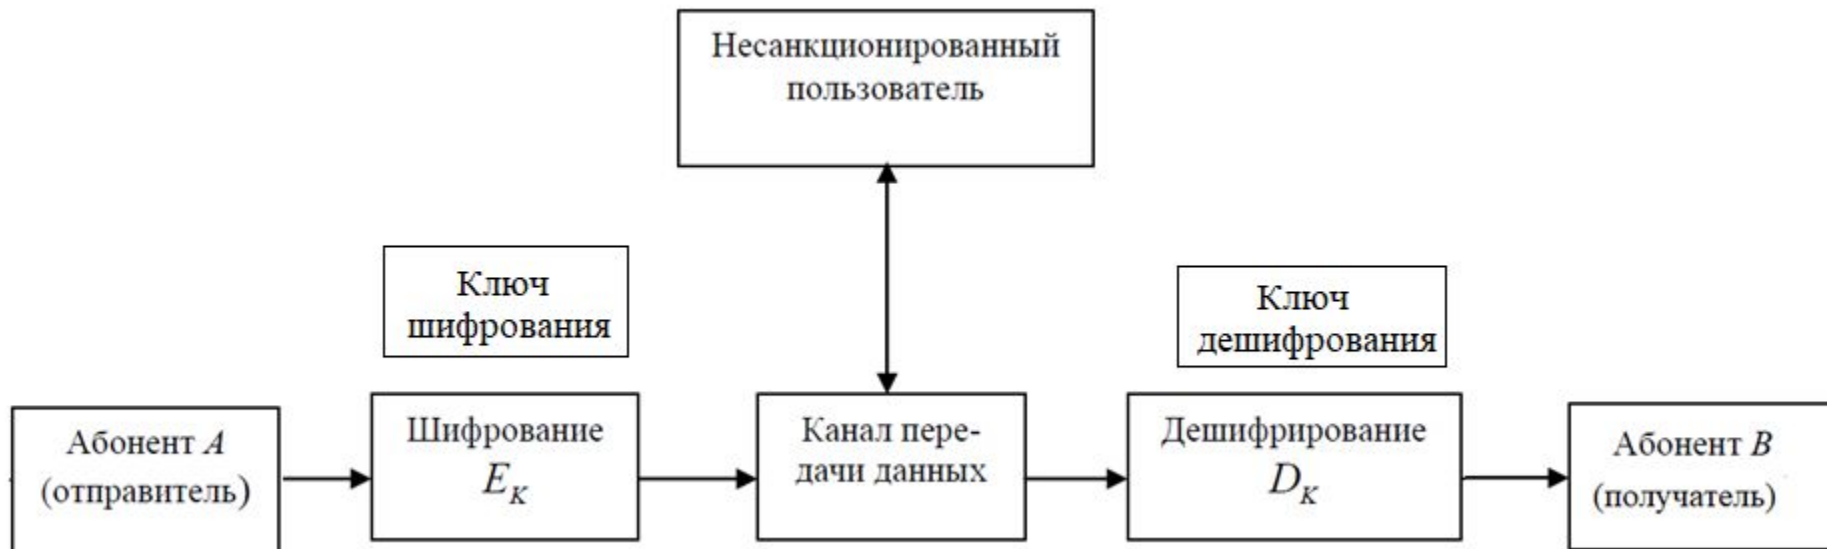 Несанкционированный
пользователь
Ключ
шифрования
Ключ
дешифрования
Абонент A
(отправитель)
Шифрование
E_K
Канал пере-
дачи данных
Дешифрирование
D_K
Абонент B
(получатель)